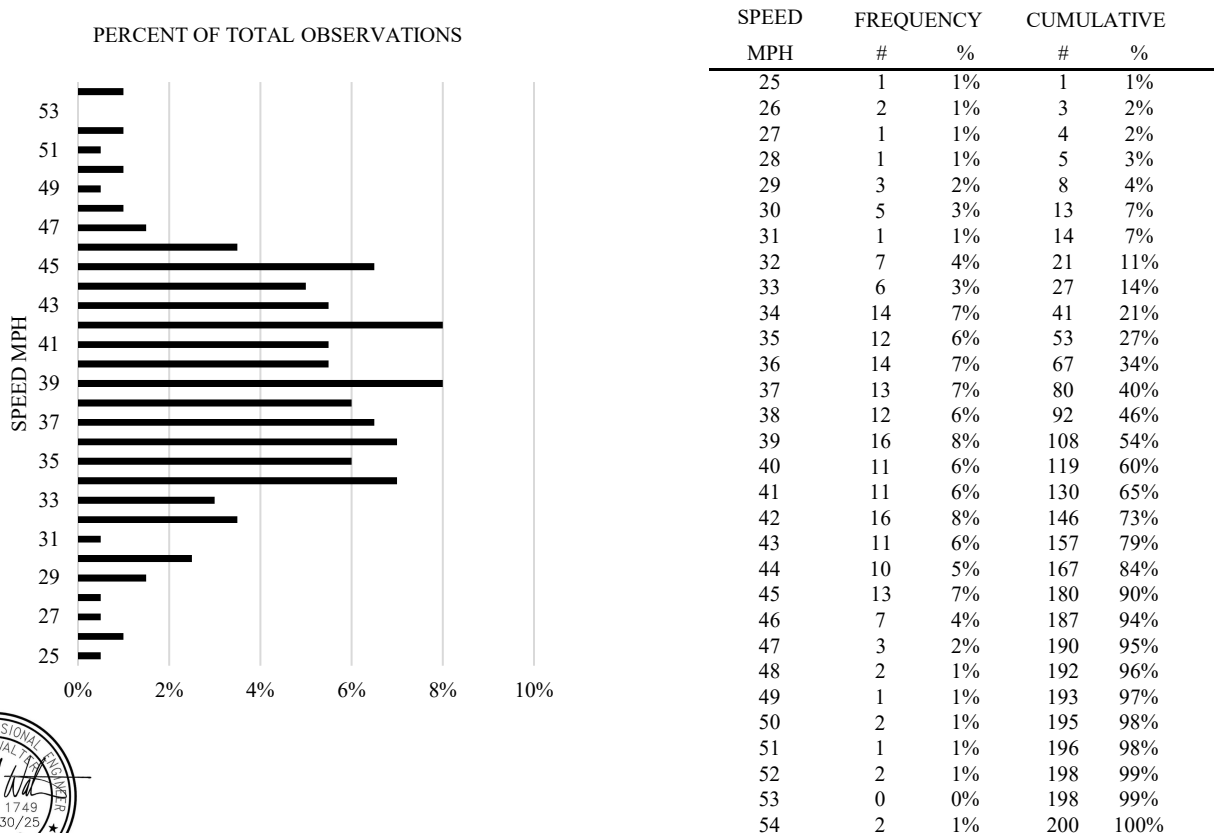 PERCENT OF TOTAL OBSERVATIONS
53
51
49
47
45
43
41
39
37
35
33
31
29
27
25
SPEED MPH
0% 2% 4% 6% 8% 10%
SPEED FREQUENCY CUMULATIVE
MPH # % # %
25 1 1% 1 1%
26 2 1% 3 2%
27 1 1% 4 2%
28 1 1% 5 3%
29 3 2% 8 4%
30 5 3% 13 7%
31 1 1% 14 7%
32 7 4% 21 11%
33 6 3% 27 14%
34 14 7% 41 21%
35 12 6% 53 27%
36 14 7% 67 34%
37 13 7% 80 40%
38 12 6% 92 46%
39 16 8% 108 54%
40 11 6% 119 60%
41 11 6% 130 65%
42 16 8% 146 73%
43 11 6% 157 79%
44 10 5% 167 84%
45 13 7% 180 90%
46 7 4% 187 94%
47 3 2% 190 95%
48 2 1% 192 96%
49 1 1% 193 97%
50 2 1% 195 98%
51 1 1% 196 98%
52 2 1% 198 99%
53 0 0% 198 99%
54 2 1% 200 100%
ENGINEER
1749
30/25